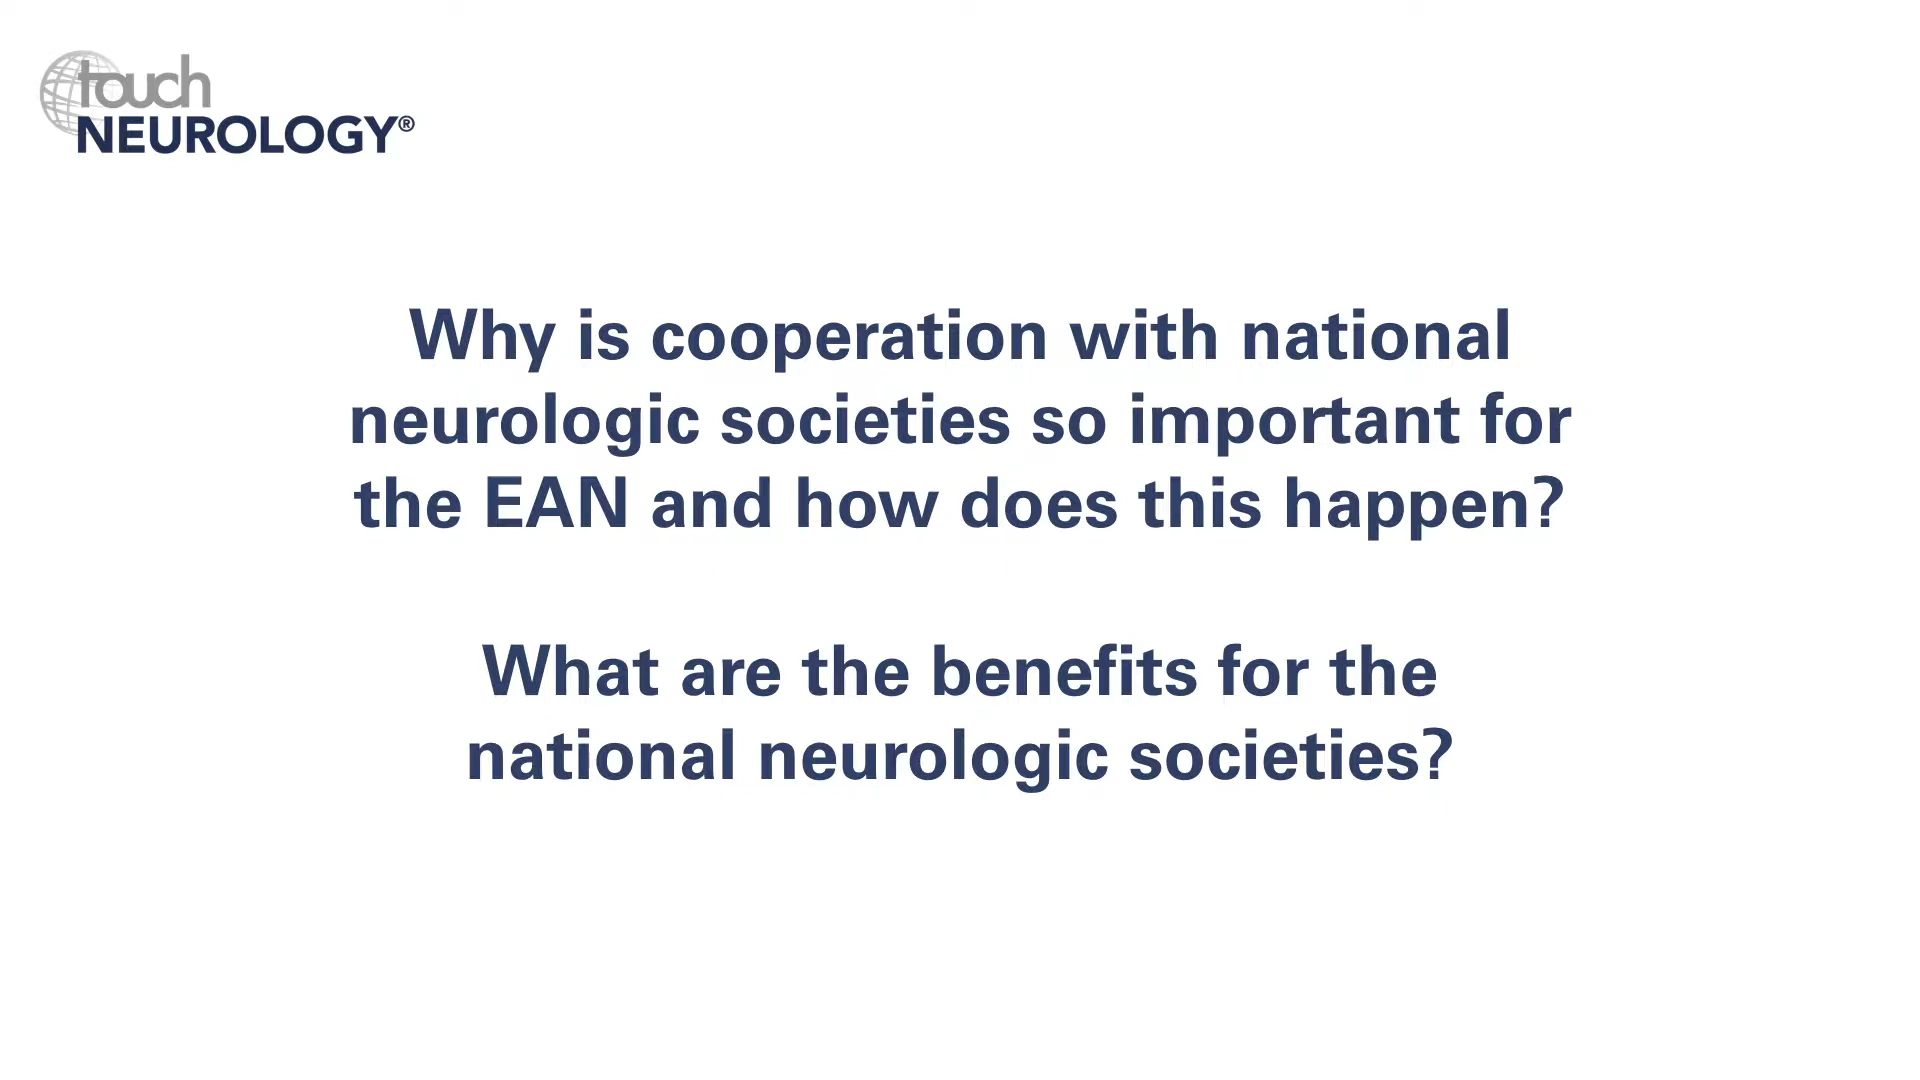 touch
NEUROLOGY®
Why is cooperation with national
neurologic societies so important for
the EAN and how does this happen?
What are the benefits for the
national neurologic societies?